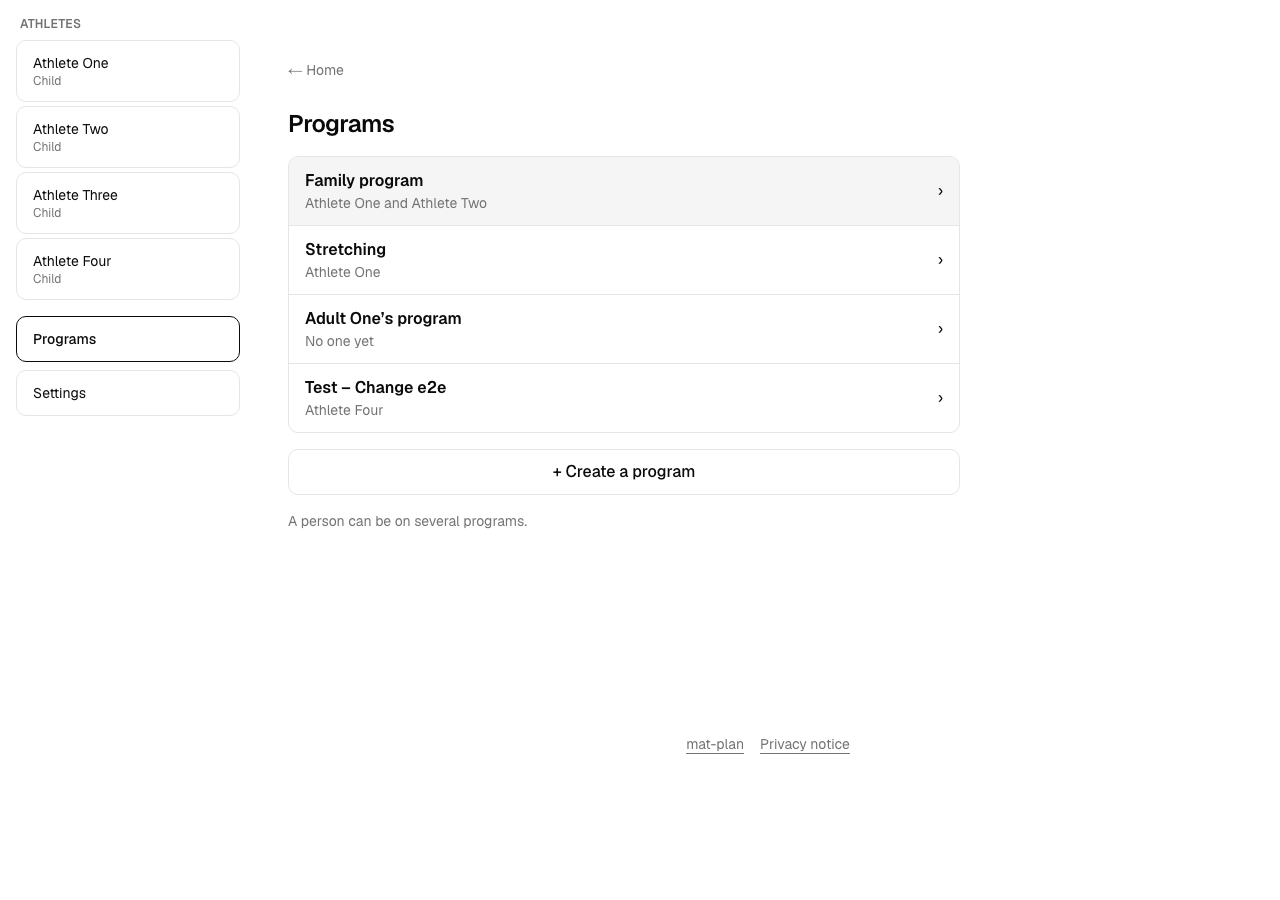 ATHLETES
Athlete One
Child
Athlete Two
Child
Athlete Three
Child
Athlete Four
Child
Programs
Settings
← Home
Programs
Family program
Athlete One and Athlete Two
›
Stretching
Athlete One
›
Adult One's program
No one yet
›
Test – Change e2e
Athlete Four
›
+ Create a program
A person can be on several programs.
mat-plan Privacy notice